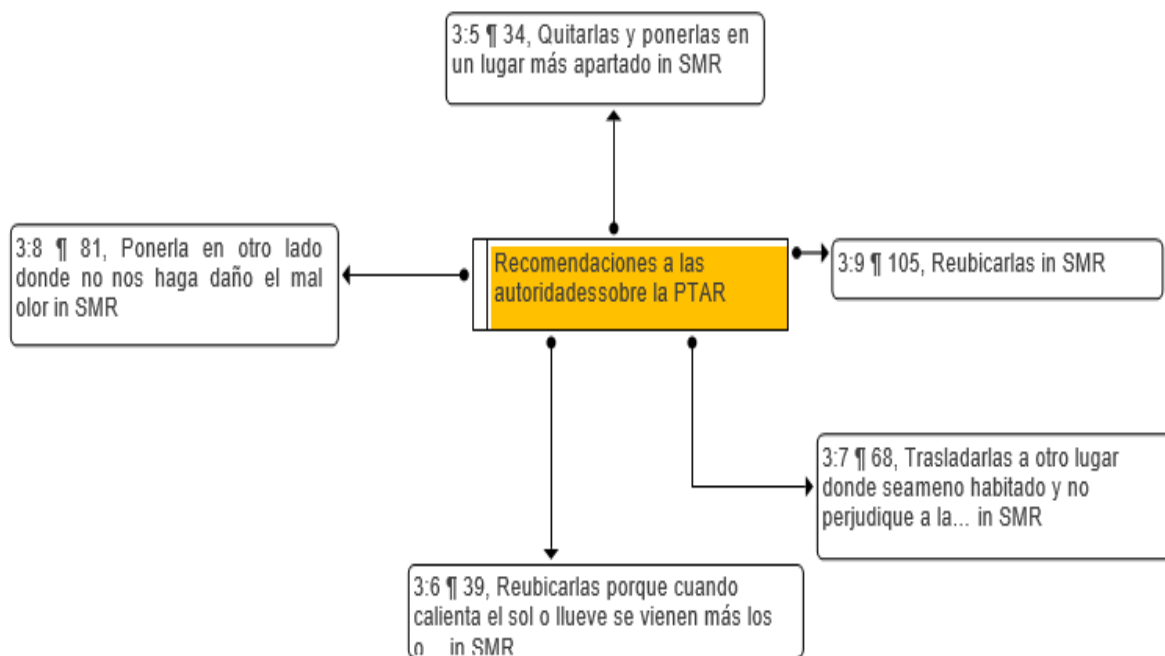 3:5 ¶ 34, Quitarlas y ponerlas en
un lugar más apartado in SMR
3:8 ¶ 81, Ponerla en otro lado
donde no nos haga daño el mal
olor in SMR
Recomendaciones a las
autoridadessobre la PTAR
3:9 ¶ 105, Reubicarlas in SMR
3:7 ¶ 68, Trasladarlas a otro lugar
donde seameno habitado y no
perjudique a la... in SMR
3:6 ¶ 39, Reubicarlas porque cuando
calienta el sol o llueve se vienen más los
o... in SMR